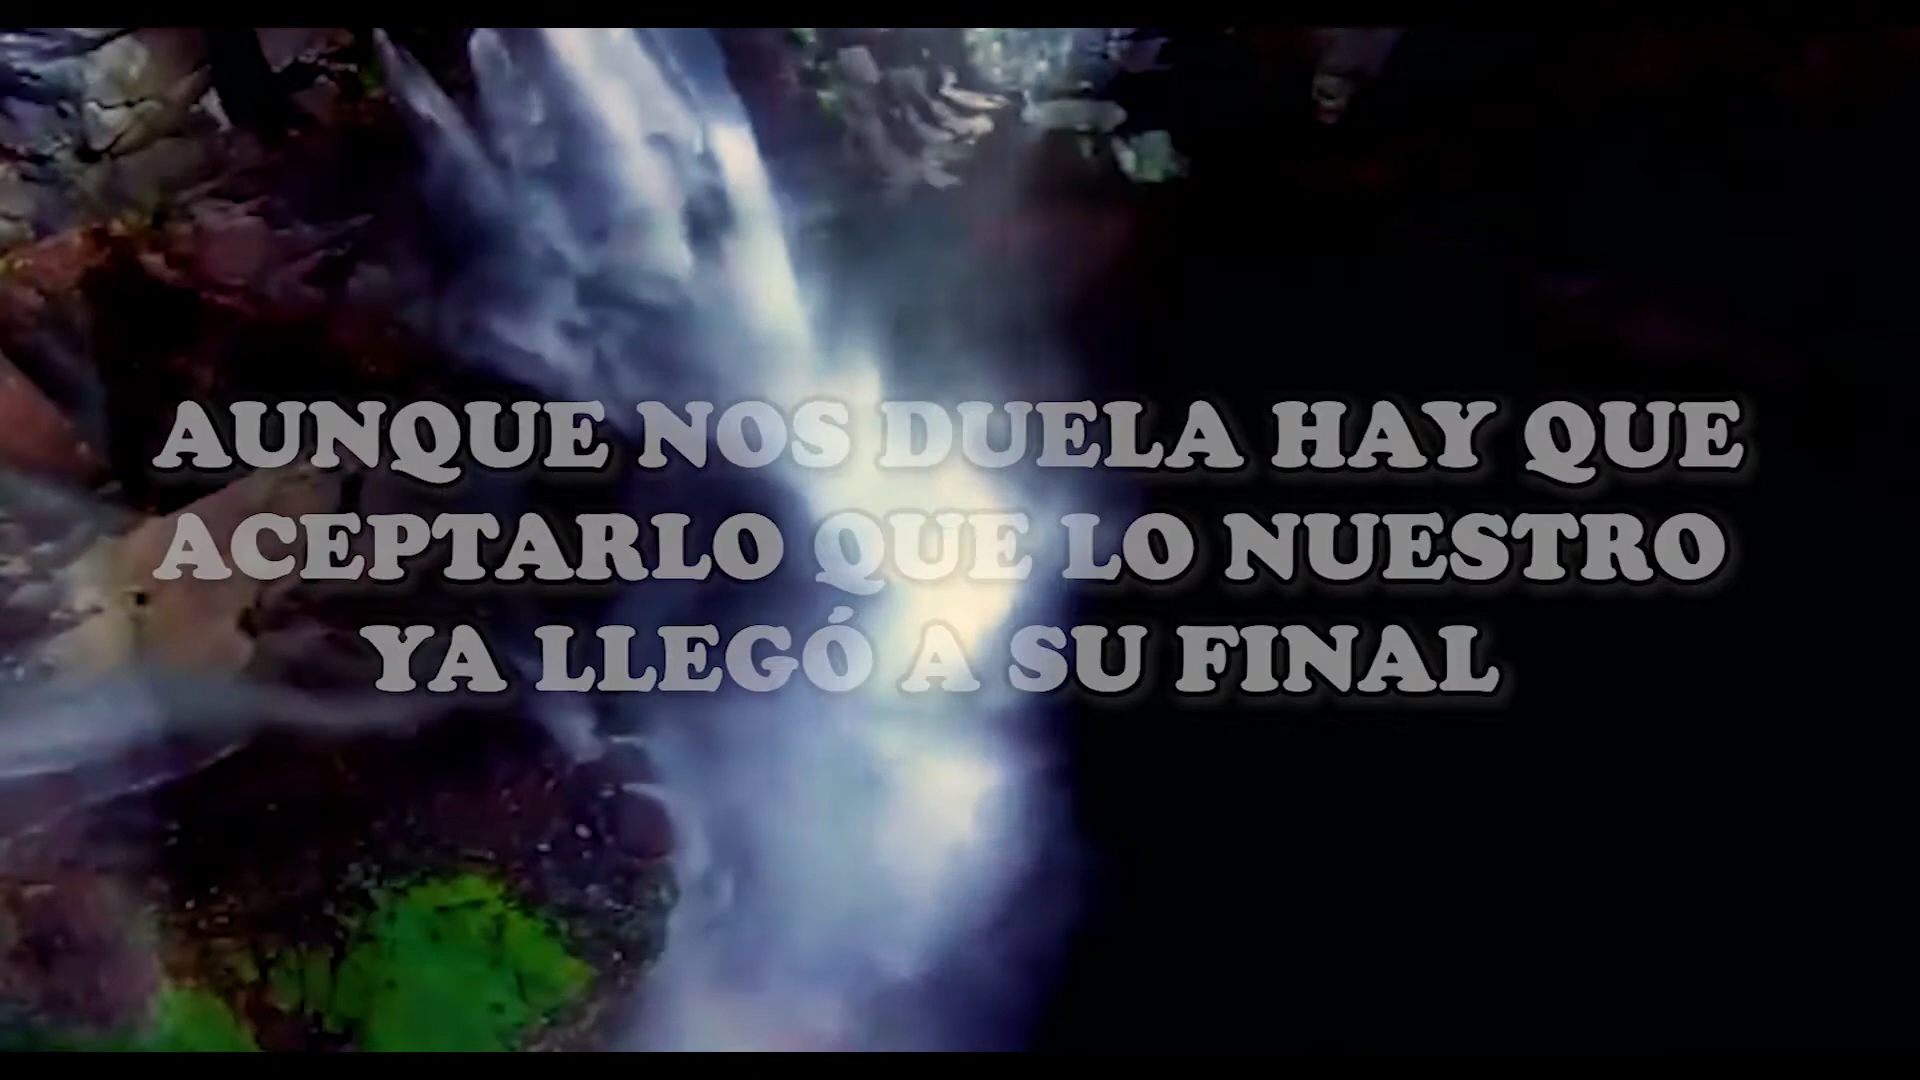 AUNQUE NOS DUELA HAY QUE
ACEPTARLO QUE LO NUESTRO
YA LLEGÓ A SU FINAL